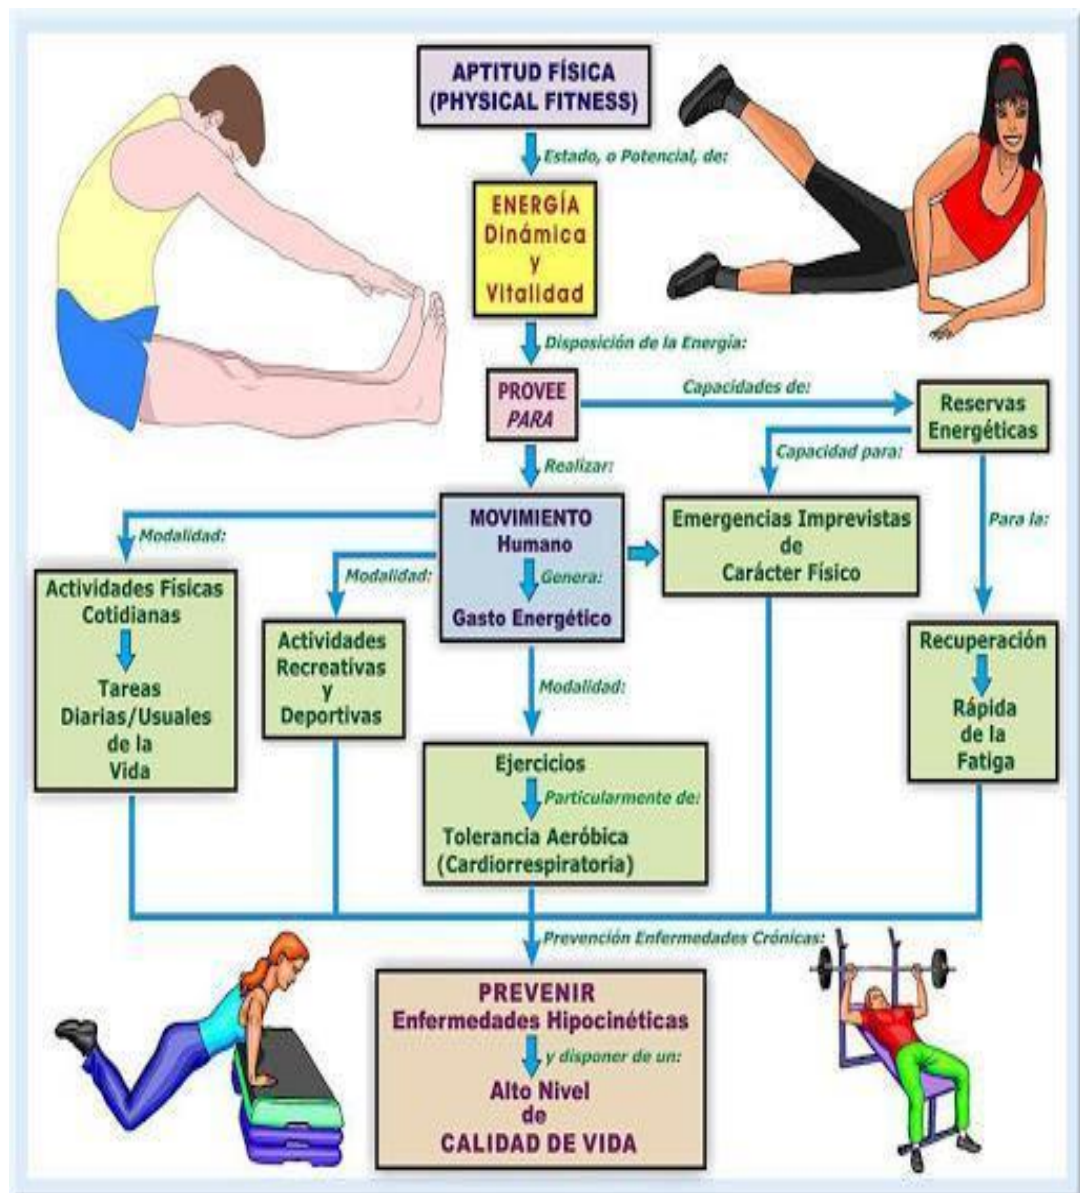 APTITUD FÍSICA
(PHYSICAL FITNESS)
Estado, o Potencial, de:
ENERGÍA
Dinámica
y
Vitalidad
Disposición de la Energía:
PROVEE
PARA
Capacidades de:
Reservas
Energéticas
Realizar:
Capacidad para:
Para la:
MOVIMIENTO
Humano
Genera:
Gasto Energético
Emergencias Imprevistas
de
Carácter Físico
Modalidad:
Actividades Físicas
Cotidianas
Tareas
Diarias/Usuales
de la
Vida
Modalidad:
Actividades
Recreativas
y
Deportivas
Modalidad:
Ejercicios
Particularmente de:
Tolerancia Aeróbica
(Cardiorrespiratoria)
Recuperación
Rápida
de la
Fatiga
Prevención Enfermedades Crónicas:
PREVENIR
Enfermedades Hipocinéticas
y disponer de un:
Alto Nivel
de
CALIDAD DE VIDA